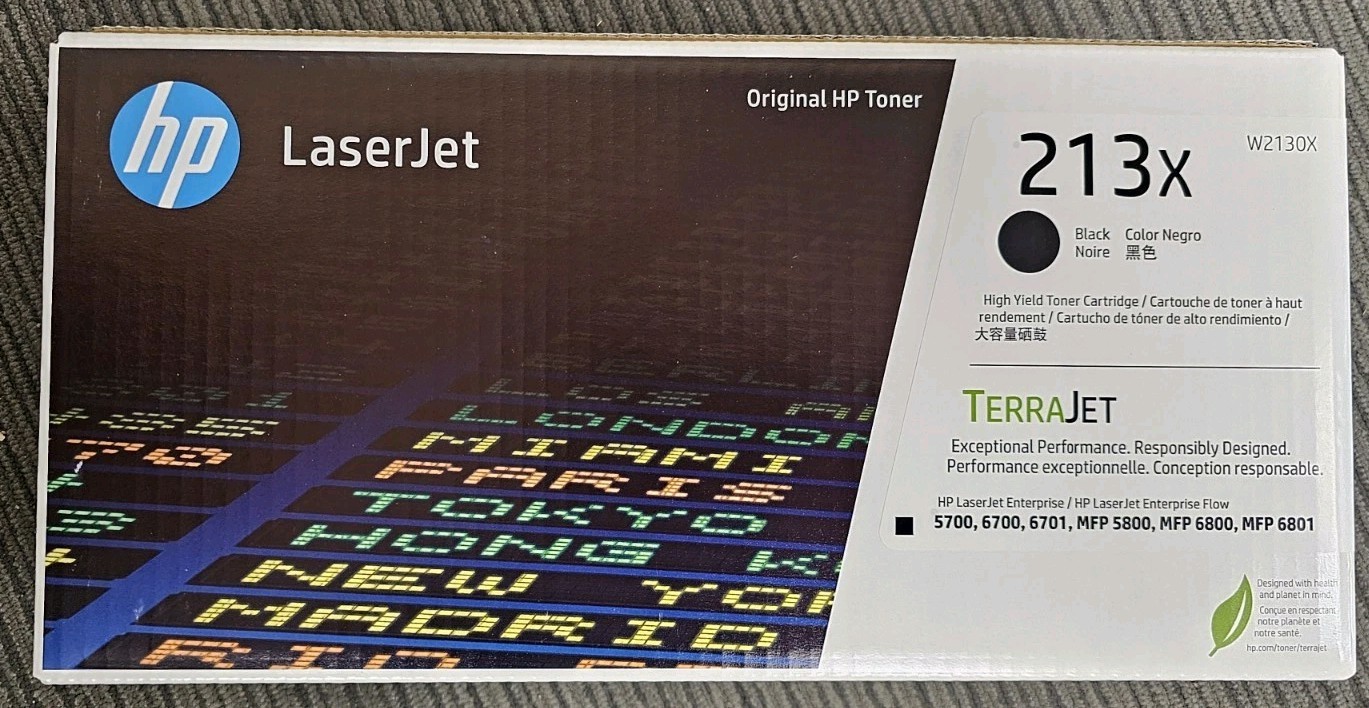 hp
LaserJet
Original HP Toner
213X
W2130X
Black Color Negro
Noire 黑色
High Yield Toner Cartridge / Cartouche de toner à haut
rendement / Cartucho de tóner de alto rendimiento /
大容量硒鼓
TERRAJET
Exceptional Performance. Responsibly Designed.
Performance exceptionnelle. Conception responsable.
HP LaserJet Enterprise / HP LaserJet Enterprise Flow
5700, 6700, 6701, MFP 5800, MFP 6800, MFP 6801
Designed with health
and planet in mind.
Conçue en respectant
notre planète et
notre santé.
hp.com/toner/terrajet
LONDON
MIAMI
PARIS
TOKYO
HONG K
NEW YO
MADRID
RIO